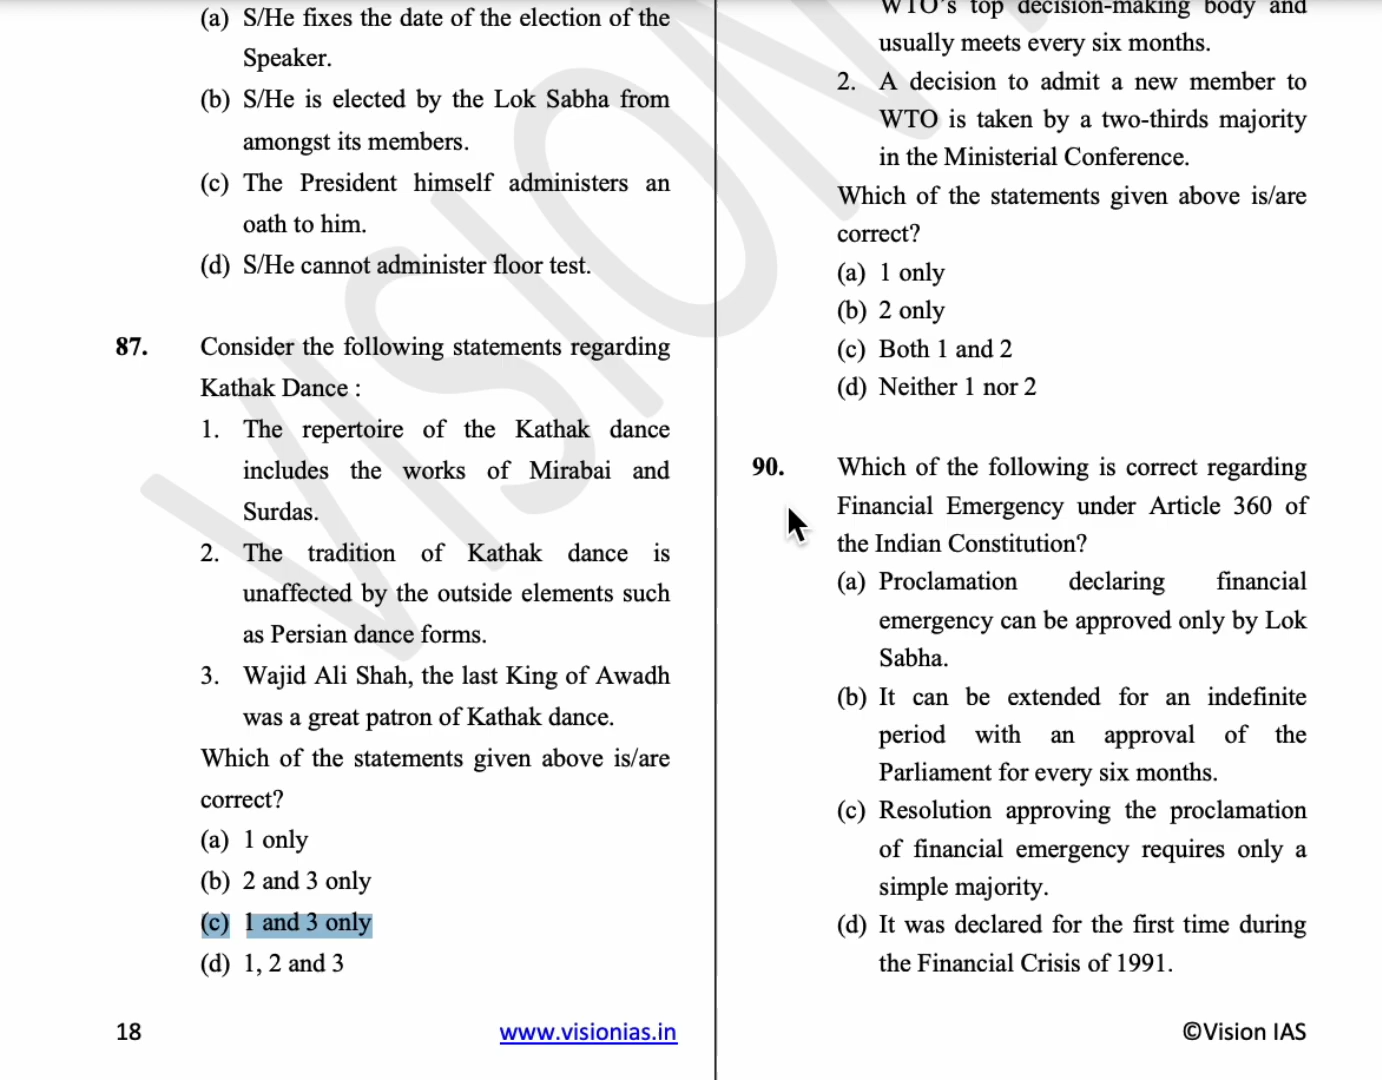 (a) S/He fixes the date of the election of the
Speaker.
(b) S/He is elected by the Lok Sabha from
amongst its members.
(c) The President himself administers an
oath to him.
(d) S/He cannot administer floor test.
87. Consider the following statements regarding
Kathak Dance :
1. The repertoire of the Kathak dance
includes the works of Mirabai and
Surdas.
2. The tradition of Kathak dance is
unaffected by the outside elements such
as Persian dance forms.
3. Wajid Ali Shah, the last King of Awadh
was a great patron of Kathak dance.
Which of the statements given above is/are
correct?
(a) 1 only
(b) 2 and 3 only
(c) 1 and 3 only
(d) 1, 2 and 3
WTO's top decision-making body and
usually meets every six months.
2. A decision to admit a new member to
WTO is taken by a two-thirds majority
in the Ministerial Conference.
Which of the statements given above is/are
correct?
(a) 1 only
(b) 2 only
(c) Both 1 and 2
(d) Neither 1 nor 2
90. Which of the following is correct regarding
Financial Emergency under Article 360 of
the Indian Constitution?
(a) Proclamation declaring financial
emergency can be approved only by Lok
Sabha.
(b) It can be extended for an indefinite
period with an approval of the
Parliament for every six months.
(c) Resolution approving the proclamation
of financial emergency requires only a
simple majority.
(d) It was declared for the first time during
the Financial Crisis of 1991.
18 www.visionias.in ©Vision IAS
VISION